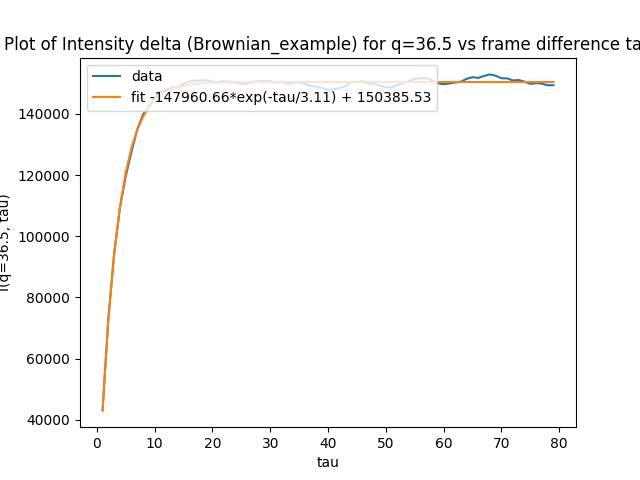 Plot of Intensity delta (Brownian_example) for q=36.5 vs frame difference ta
data
fit -147960.66*exp(-tau/3.11) + 150385.53
140000
120000
100000
80000
60000
40000
I(q=36.5, tau)
0 10 20 30 40 50 60 70 80
tau